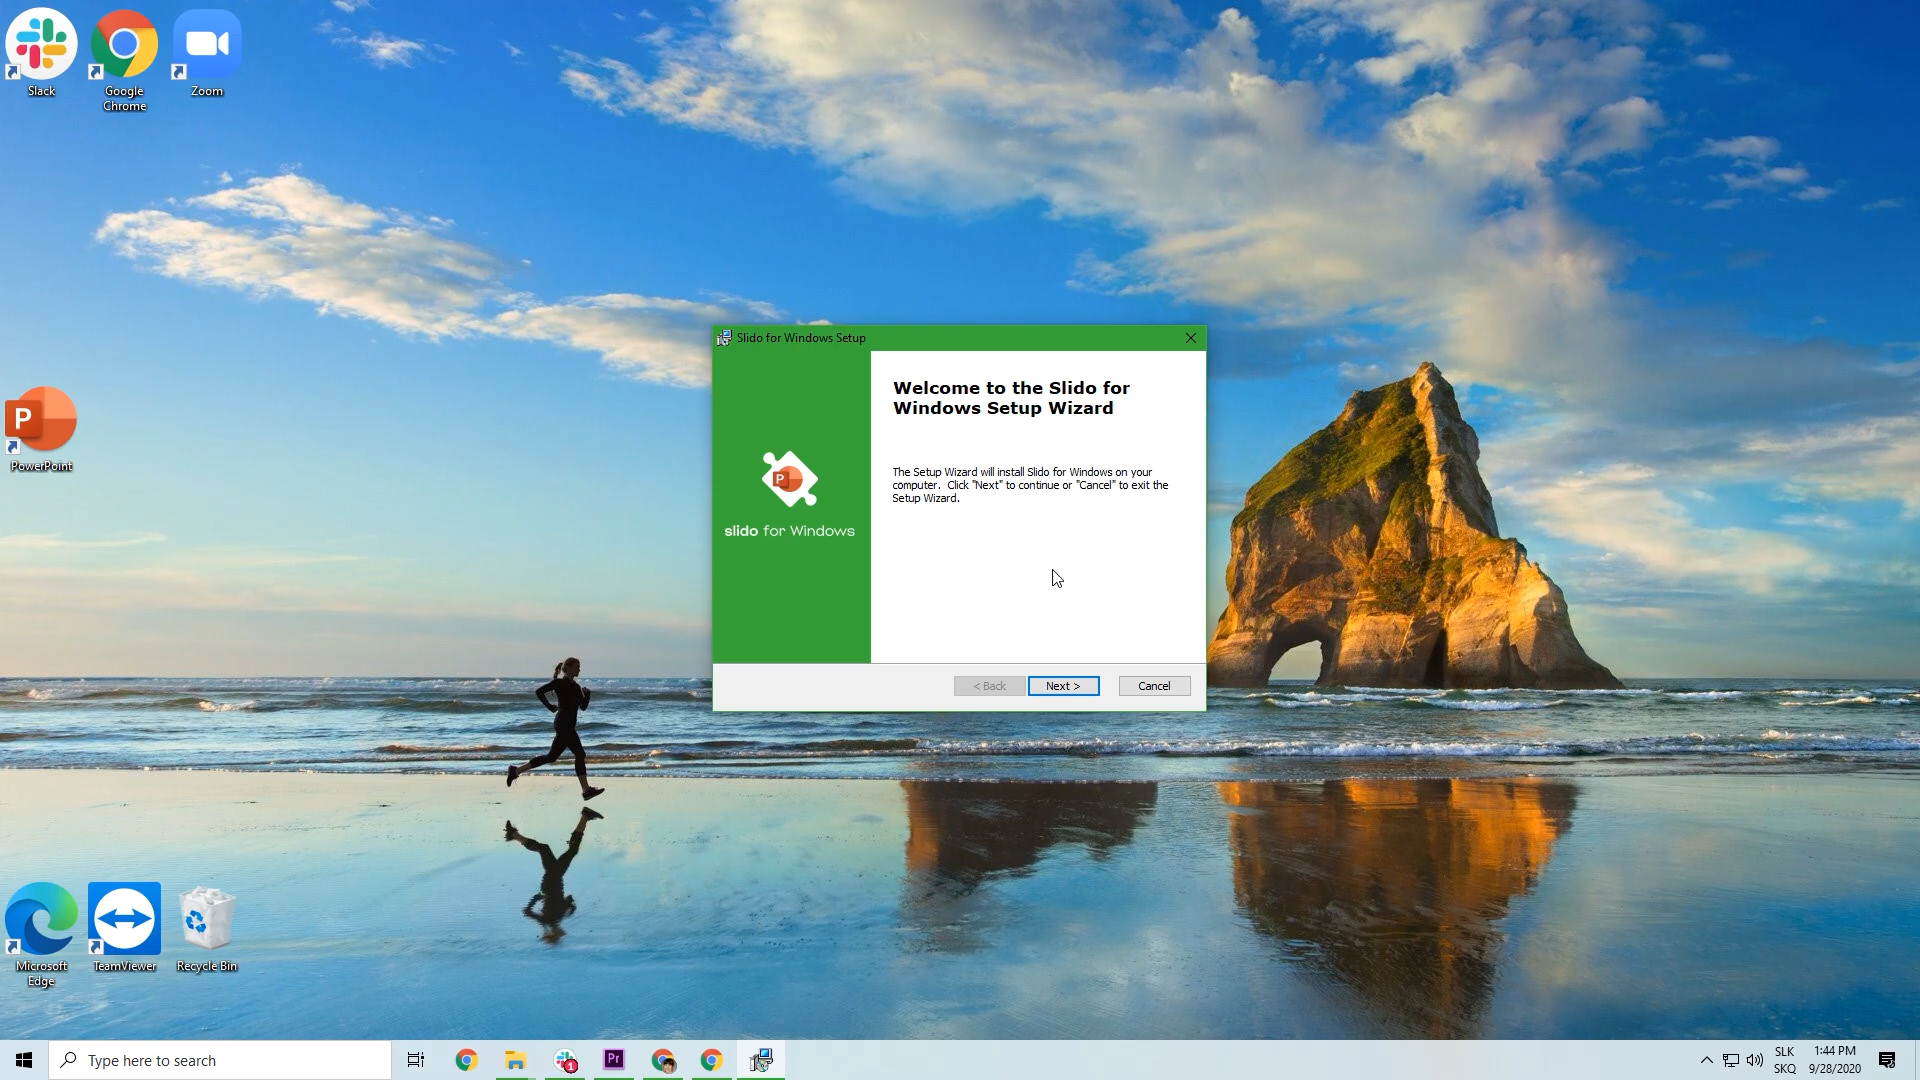 Slack
Google
Chrome
Zoom
PowerPoint
Slido for Windows Setup
Welcome to the Slido for
Windows Setup Wizard
The Setup Wizard will install Slido for Windows on your
computer. Click "Next" to continue or "Cancel" to exit the
Setup Wizard.
P
P
slido for Windows
< Back
Next >
Cancel
Microsoft
Edge
TeamViewer
Recycle Bin
Type here to search
1
Pr
SLK
SKQ
1:44 PM
9/28/2020